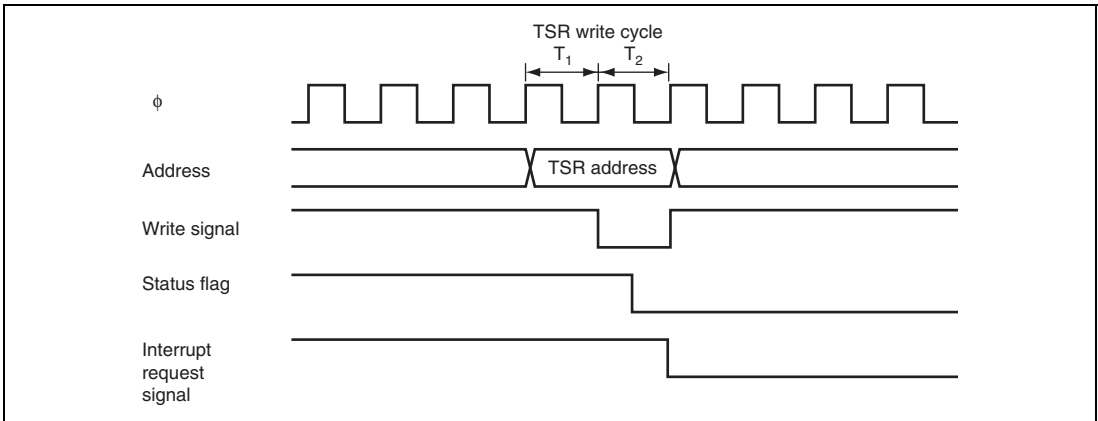 TSR write cycle
T1 T2
ϕ
Address
TSR address
Write signal
Status flag
Interrupt
request
signal